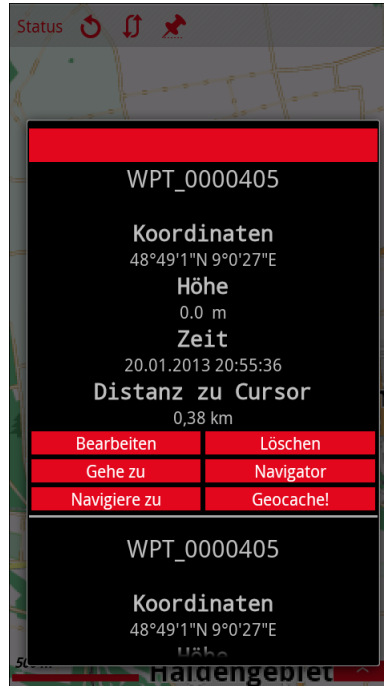 Status
WPT_0000405
Koordinaten
48°49'1"N 9°0'27"E
Höhe
0.0 m
Zeit
20.01.2013 20:55:36
Distanz zu Cursor
0,38 km
Bearbeiten Löschen
Gehe zu Navigator
Navigiere zu Geocache!
WPT_0000405
Koordinaten
48°49'1"N 9°0'27"E
Höhe
Haldengebiet